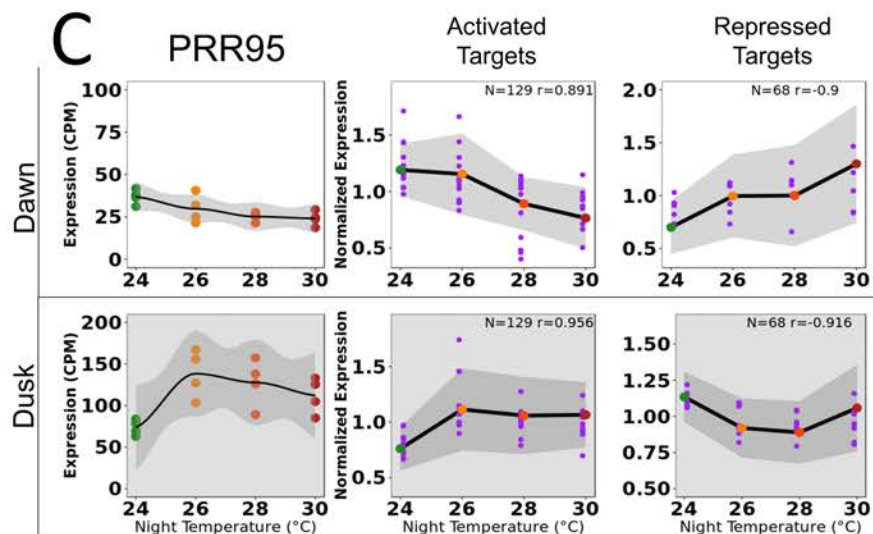 C
PRR95
Activated
Targets
Repressed
Targets
Dawn
Expression (CPM)
100
75
50
25
0
24 26 28 30
Normalized Expression
N=129 r=0.891
1.5
1.0
0.5
24 26 28 30
N=68 r=-0.9
2.0
1.5
1.0
0.5
24 26 28 30
Dusk
Expression (CPM)
200
150
100
50
0
24 26 28 30
Night Temperature (°C)
Normalized Expression
N=129 r=0.956
1.5
1.0
0.5
24 26 28 30
Night Temperature (°C)
N=68 r=-0.916
1.50
1.25
1.00
0.75
0.50
24 26 28 30
Night Temperature (°C)